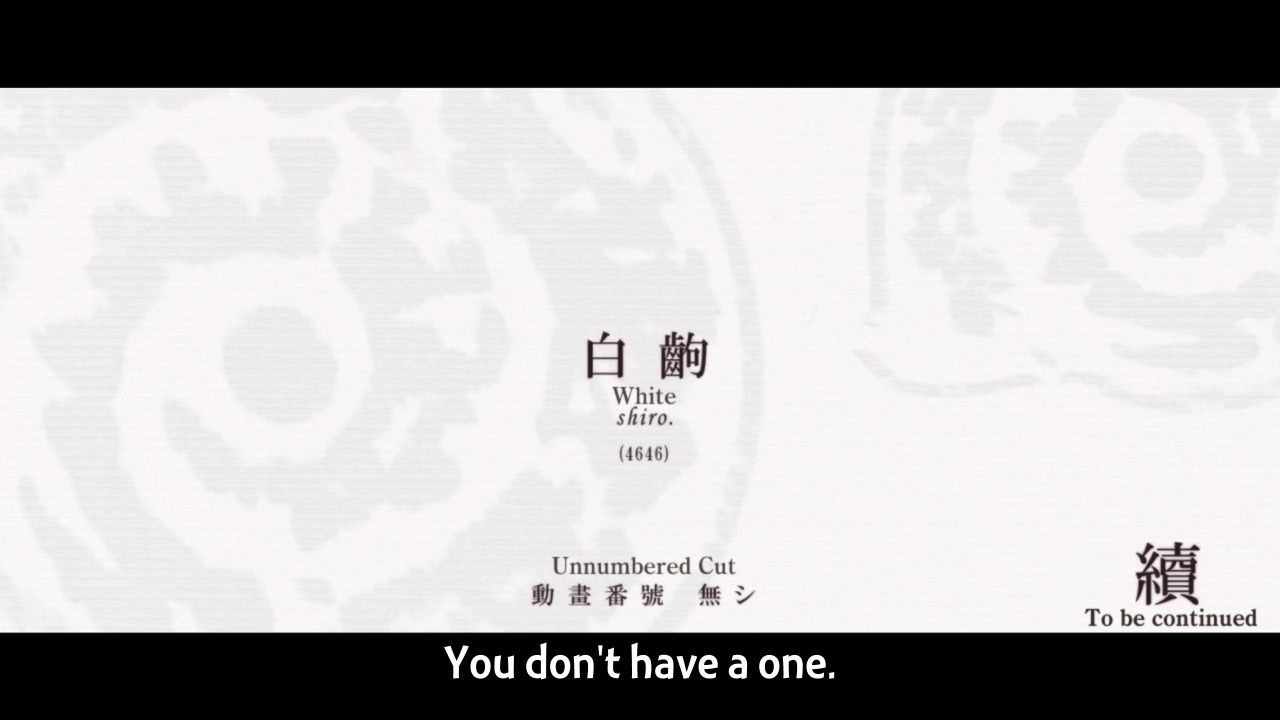 白 齣
White
shiro.
(4646)
Unnumbered Cut
動畫番號 無シ
續
To be continued
You don't have a one.